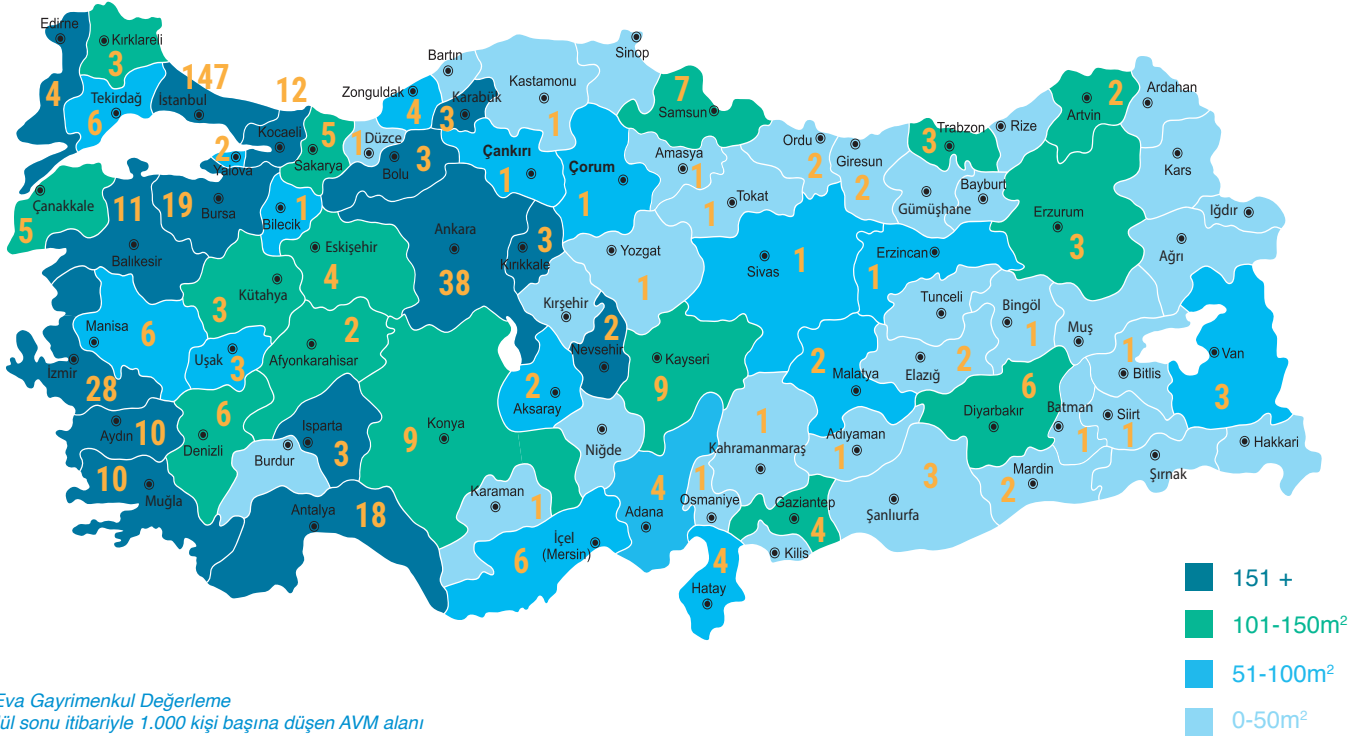 Edirne
4
Kırklareli
3
Tekirdağ
6
147
İstanbul
12
Kocaeli
2
Yalova
5
Sakarya
1
Düzce
3
Bolu
Zonguldak
4
Bartın
3
Karabük
Kastamonu
1
Sinop
Çankırı
1
Çorum
1
7
Samsun
Amasya
1
Tokat
1
Ordu
2
Giresun
2
Gümüşhane
Bayburt
3
Trabzon
Rize
2
Artvin
Ardahan
Kars
Iğdır
Ağrı
Erzurum
3
Erzincan
1
Sivas
1
Yozgat
1
Kırşehir
3
Kırıkkale
Ankara
38
Eskişehir
4
1
Bilecik
19
Bursa
11
Balıkesir
Çanakkale
5
Kütahya
3
2
Afyonkarahisar
Uşak
3
Manisa
6
İzmir
28
Aydın
10
10
Muğla
6
Denizli
Burdur
Isparta
3
Antalya
18
Konya
9
Karaman
1
2
Aksaray
2
Nevşehir
Niğde
Kayseri
9
İçel
(Mersin)
6
4
Adana
1
Osmaniye
4
Hatay
1
Kahramanmaraş
Gaziantep
4
Kilis
Adıyaman
1
2
Malatya
Elazığ
2
Tunceli
Bingöl
1
Muş
1
Bitlis
Van
3
6
Diyarbakır
Batman
1
Siirt
1
Şırnak
Hakkari
Mardin
2
3
Şanlıurfa
151 +
101-150m²
51-100m²
0-50m²
Eva Gayrimenkul Değerleme
sonu itibariyle 1.000 kişi başına düşen AVM alanı